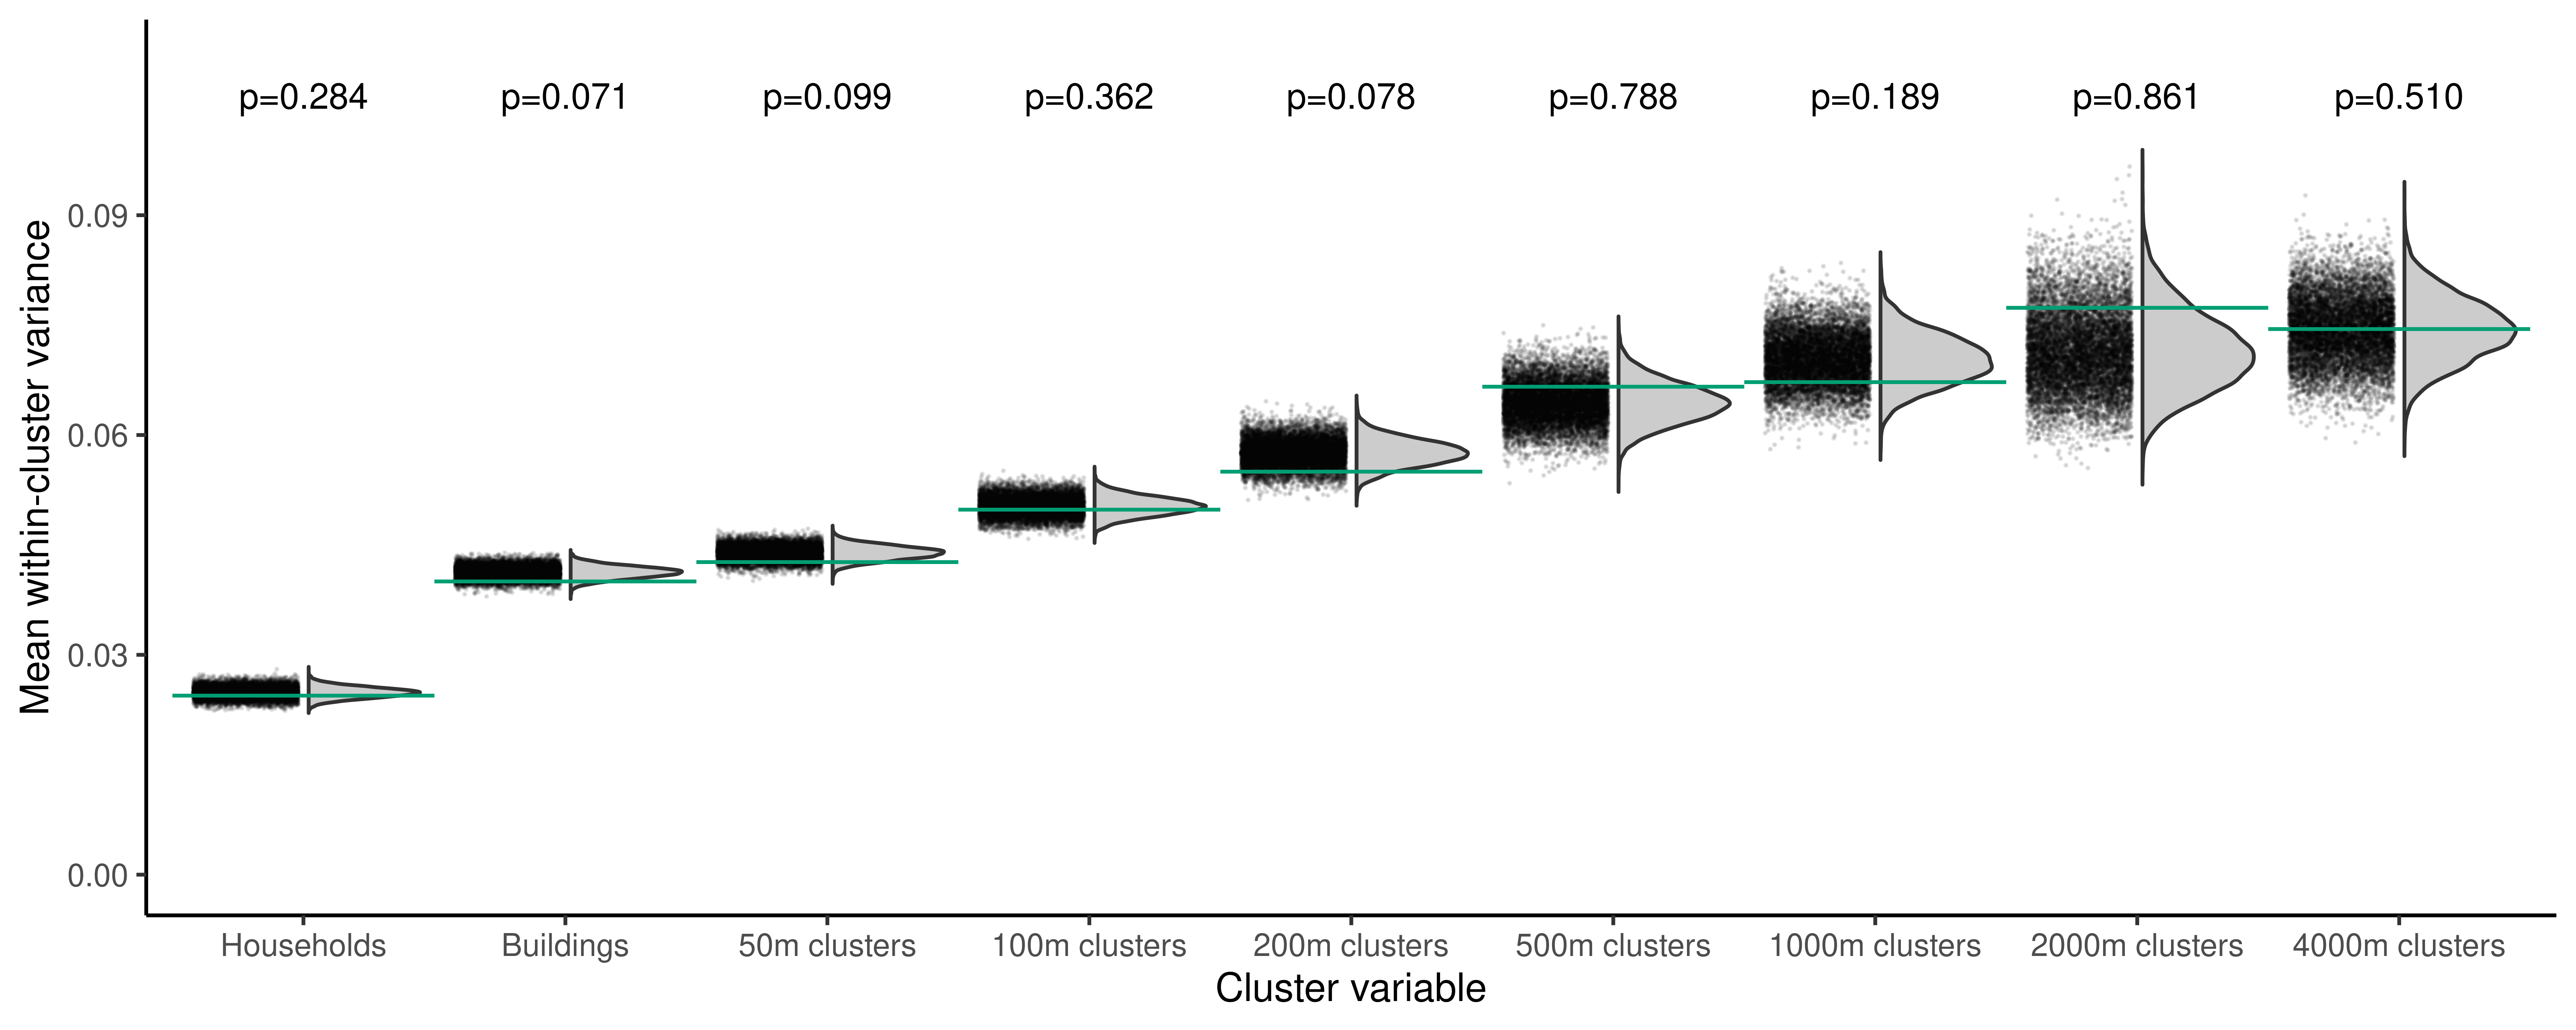 p=0.284 p=0.071 p=0.099 p=0.362 p=0.078 p=0.788 p=0.189 p=0.861 p=0.510
Mean within-cluster variance
0.09
0.06
0.03
0.00
Households Buildings 50m clusters 100m clusters 200m clusters 500m clusters 1000m clusters 2000m clusters 4000m clusters
Cluster variable